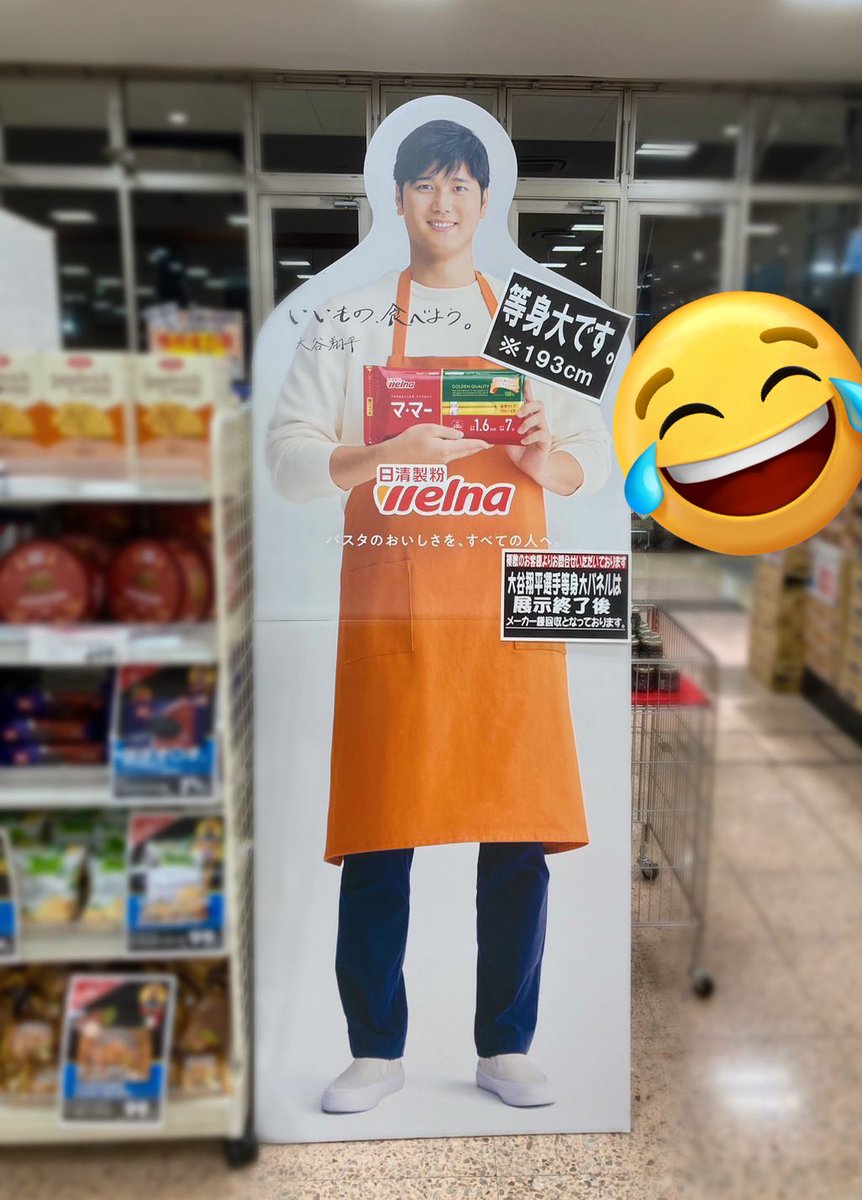 いいもの、食べよう。
大谷翔平
等身大です。
※193cm
Welna
マ・マー
GOLDEN QUALITY
1.6
7
日清製粉
Welna
パスタのおいしさを、すべての人へ。
複数のお客様よりお問合せいただいております
大谷翔平選手等身大パネルは
展示終了後
メーカー様回収となっております。